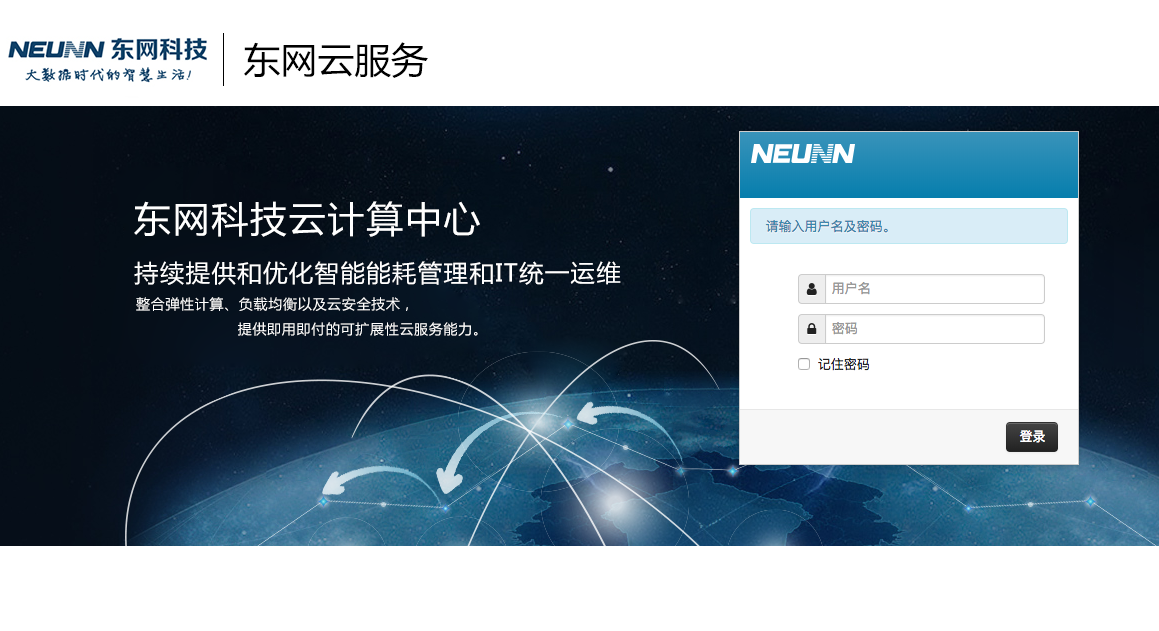 NEUNN 东网科技
大数据时代的智慧生活!
东网云服务
东网科技云计算中心
持续提供和优化智能能耗管理和IT统一运维
整合弹性计算、负载均衡以及云安全技术，
提供即用即付的可扩展性云服务能力。
NEUNN
请输入用户名及密码。
用户名
密码
记住密码
登录